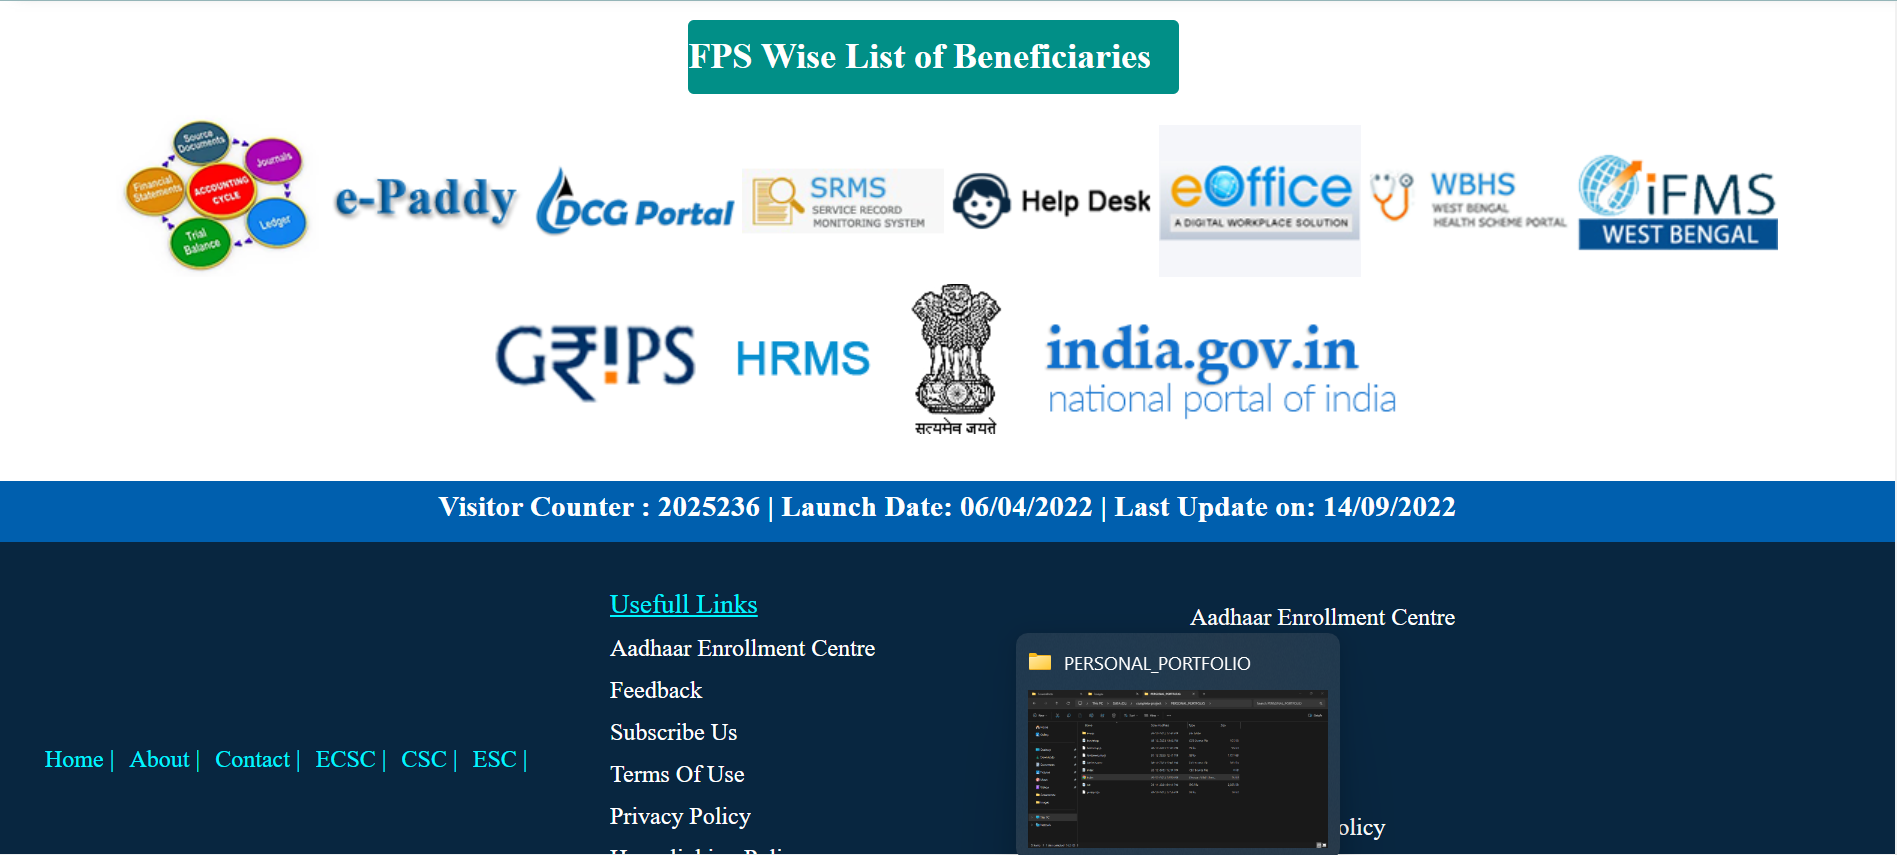 FPS Wise List of Beneficiaries
Source
Documents
Journals
Financial
Statements
ACCOUNTING
CYCLE
Ledger
Trial
Balance
e-Paddy
DCG Portal
SRMS
SERVICE RECORD
MONITORING SYSTEM
Help Desk
eOffice
A DIGITAL WORKPLACE SOLUTION
WBHS
WEST BENGAL
HEALTH SCHEME PORTAL
iFMS
WEST BENGAL
GRIPS
HRMS
सत्यमेव जयते
india.gov.in
national portal of india
Visitor Counter : 2025236 | Launch Date: 06/04/2022 | Last Update on: 14/09/2022
Home | About | Contact | ECSC | CSC | ESC |
Usefull Links
Aadhaar Enrollment Centre
Feedback
Subscribe Us
Terms Of Use
Privacy Policy
Aadhaar Enrollment Centre
olicy
PERSONAL_PORTFOLIO